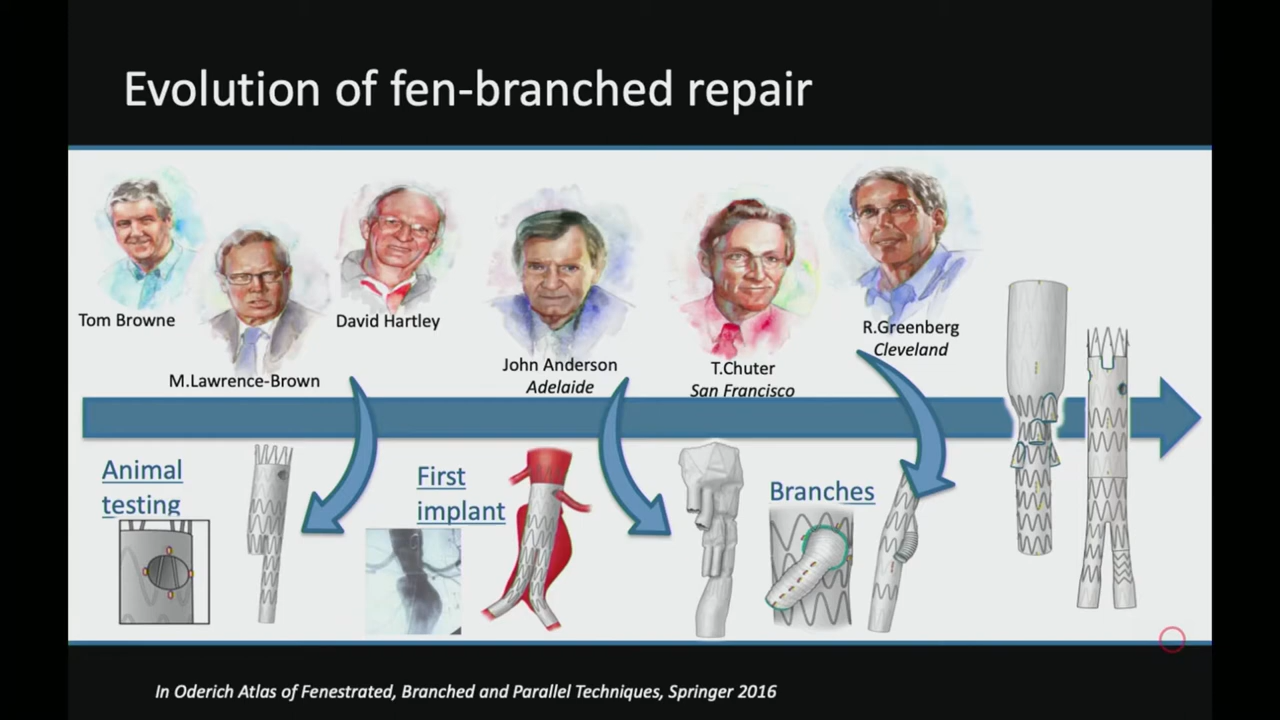 Evolution of fen-branched repair
Tom Browne
M.Lawrence-Brown
David Hartley
John Anderson
Adelaide
T.Chuter
San Francisco
R.Greenberg
Cleveland
Animal
testing
First
implant
Branches
In Oderich Atlas of Fenestrated, Branched and Parallel Techniques, Springer 2016